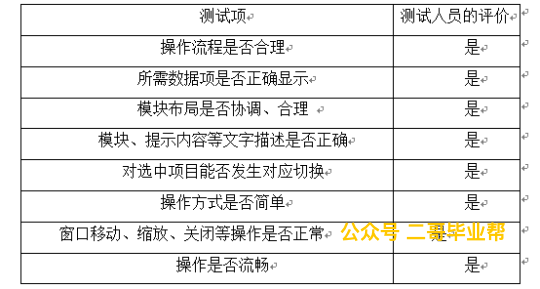 测试项 测试人员的评价
操作流程是否合理 是
所需数据项是否正确显示 是
模块布局是否协调、合理 是
模块、提示内容等文字描述是否正确 是
对选中项目能否发生对应切换 是
操作方式是否简单 是
窗口移动、缩放、关闭等操作是否正常 是
公众号 二哥毕业帮
操作是否流畅 是